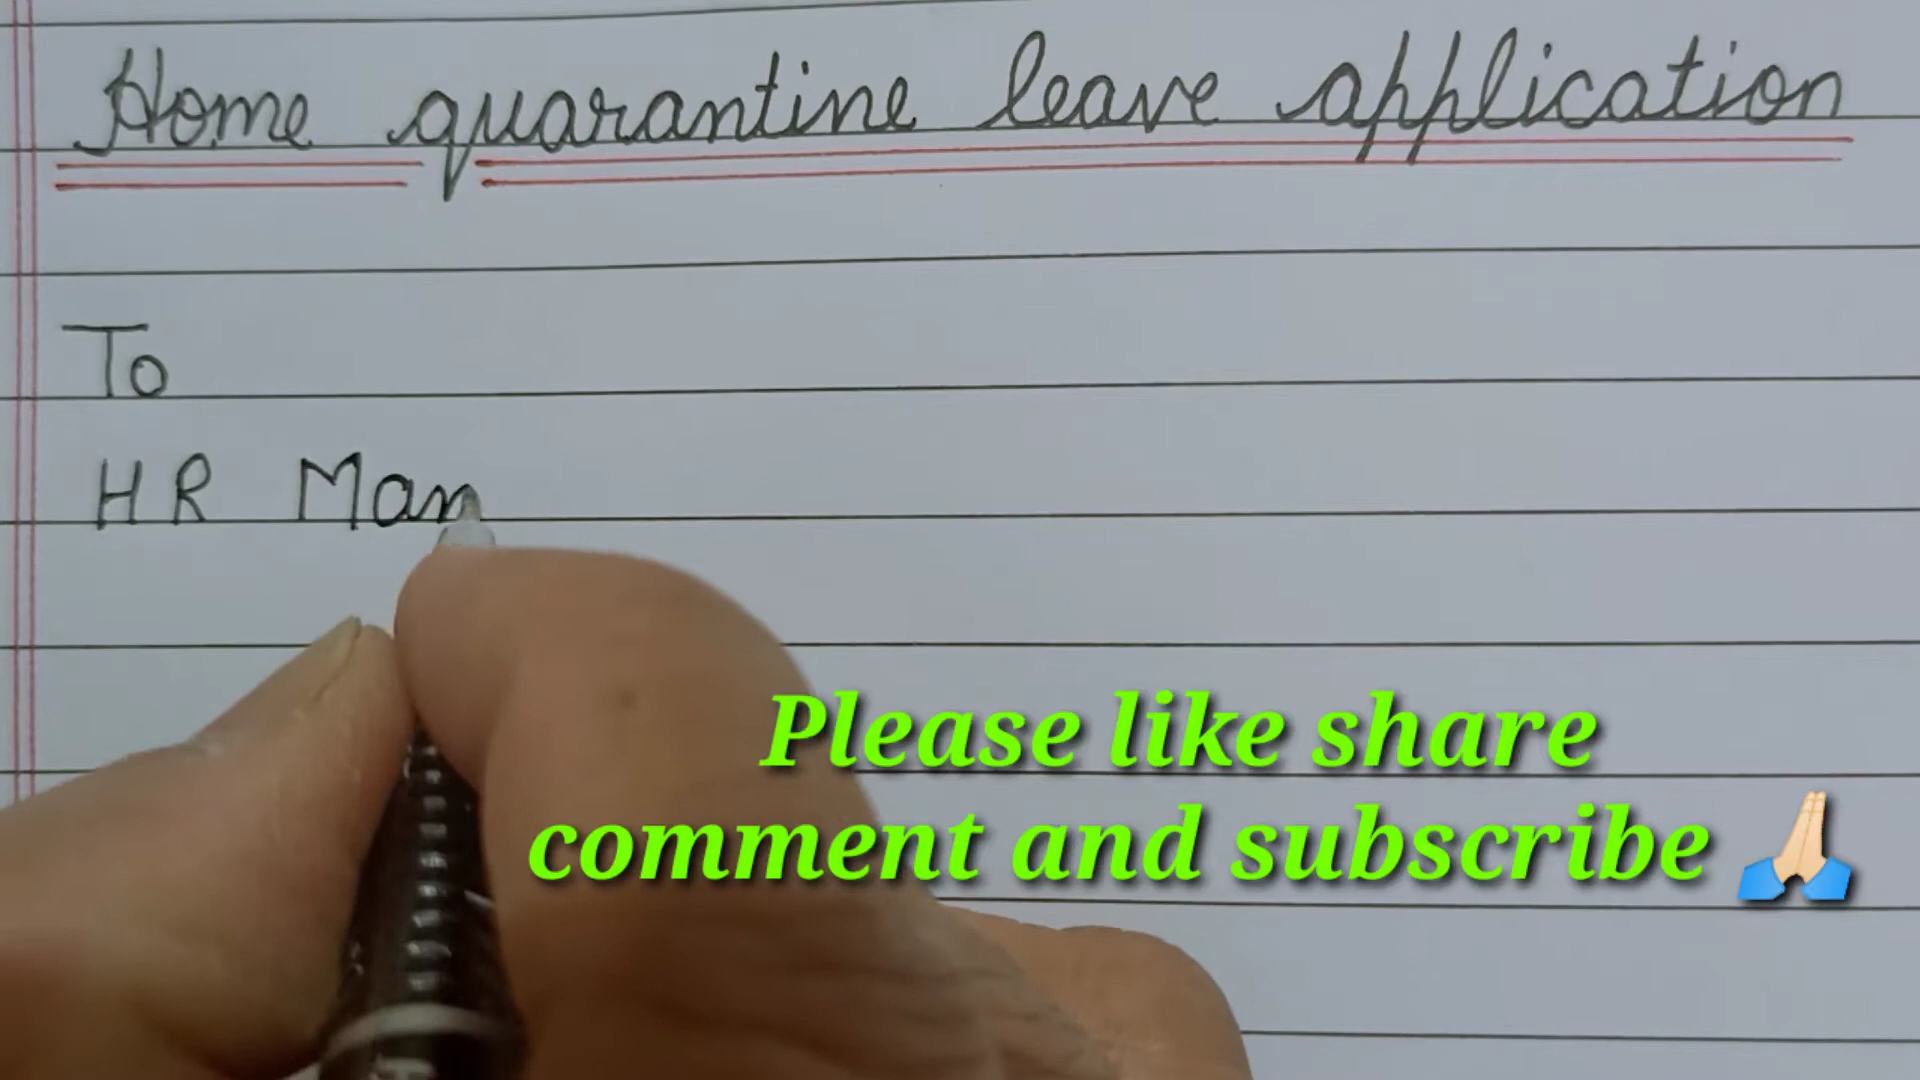 Home quarantine leave application
To
HR Man
Please like share
comment and subscribe 🙏🏻